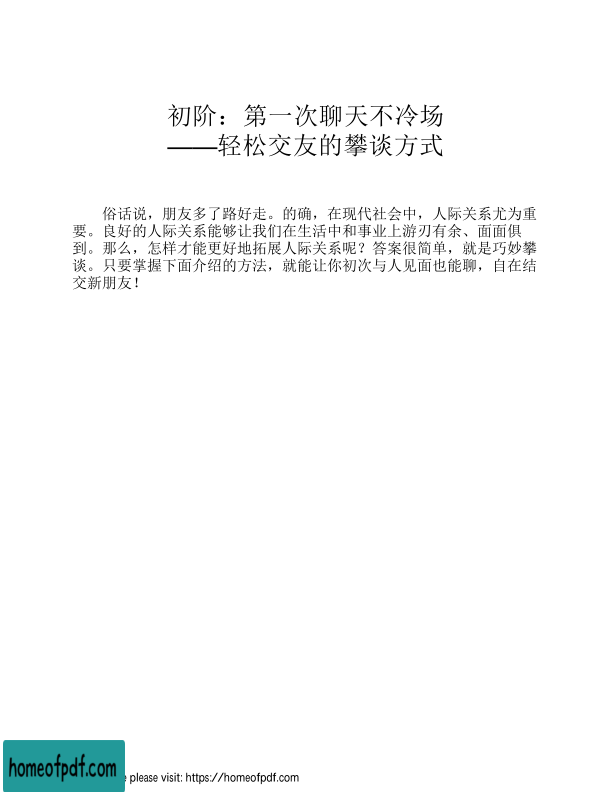 初阶：第一次聊天不冷场
——轻松交友的攀谈方式
俗话说，朋友多了路好走。的确，在现代社会中，人际关系尤为重
要。良好的人际关系能够让我们在生活中和事业上游刃有余、面面俱
到。那么，怎样才能更好地拓展人际关系呢？答案很简单，就是巧妙攀
谈。只要掌握下面介绍的方法，就能让你初次与人见面也能聊，自在结
交新朋友！
homeofpdf.com
e please visit: https://homeofpdf.com